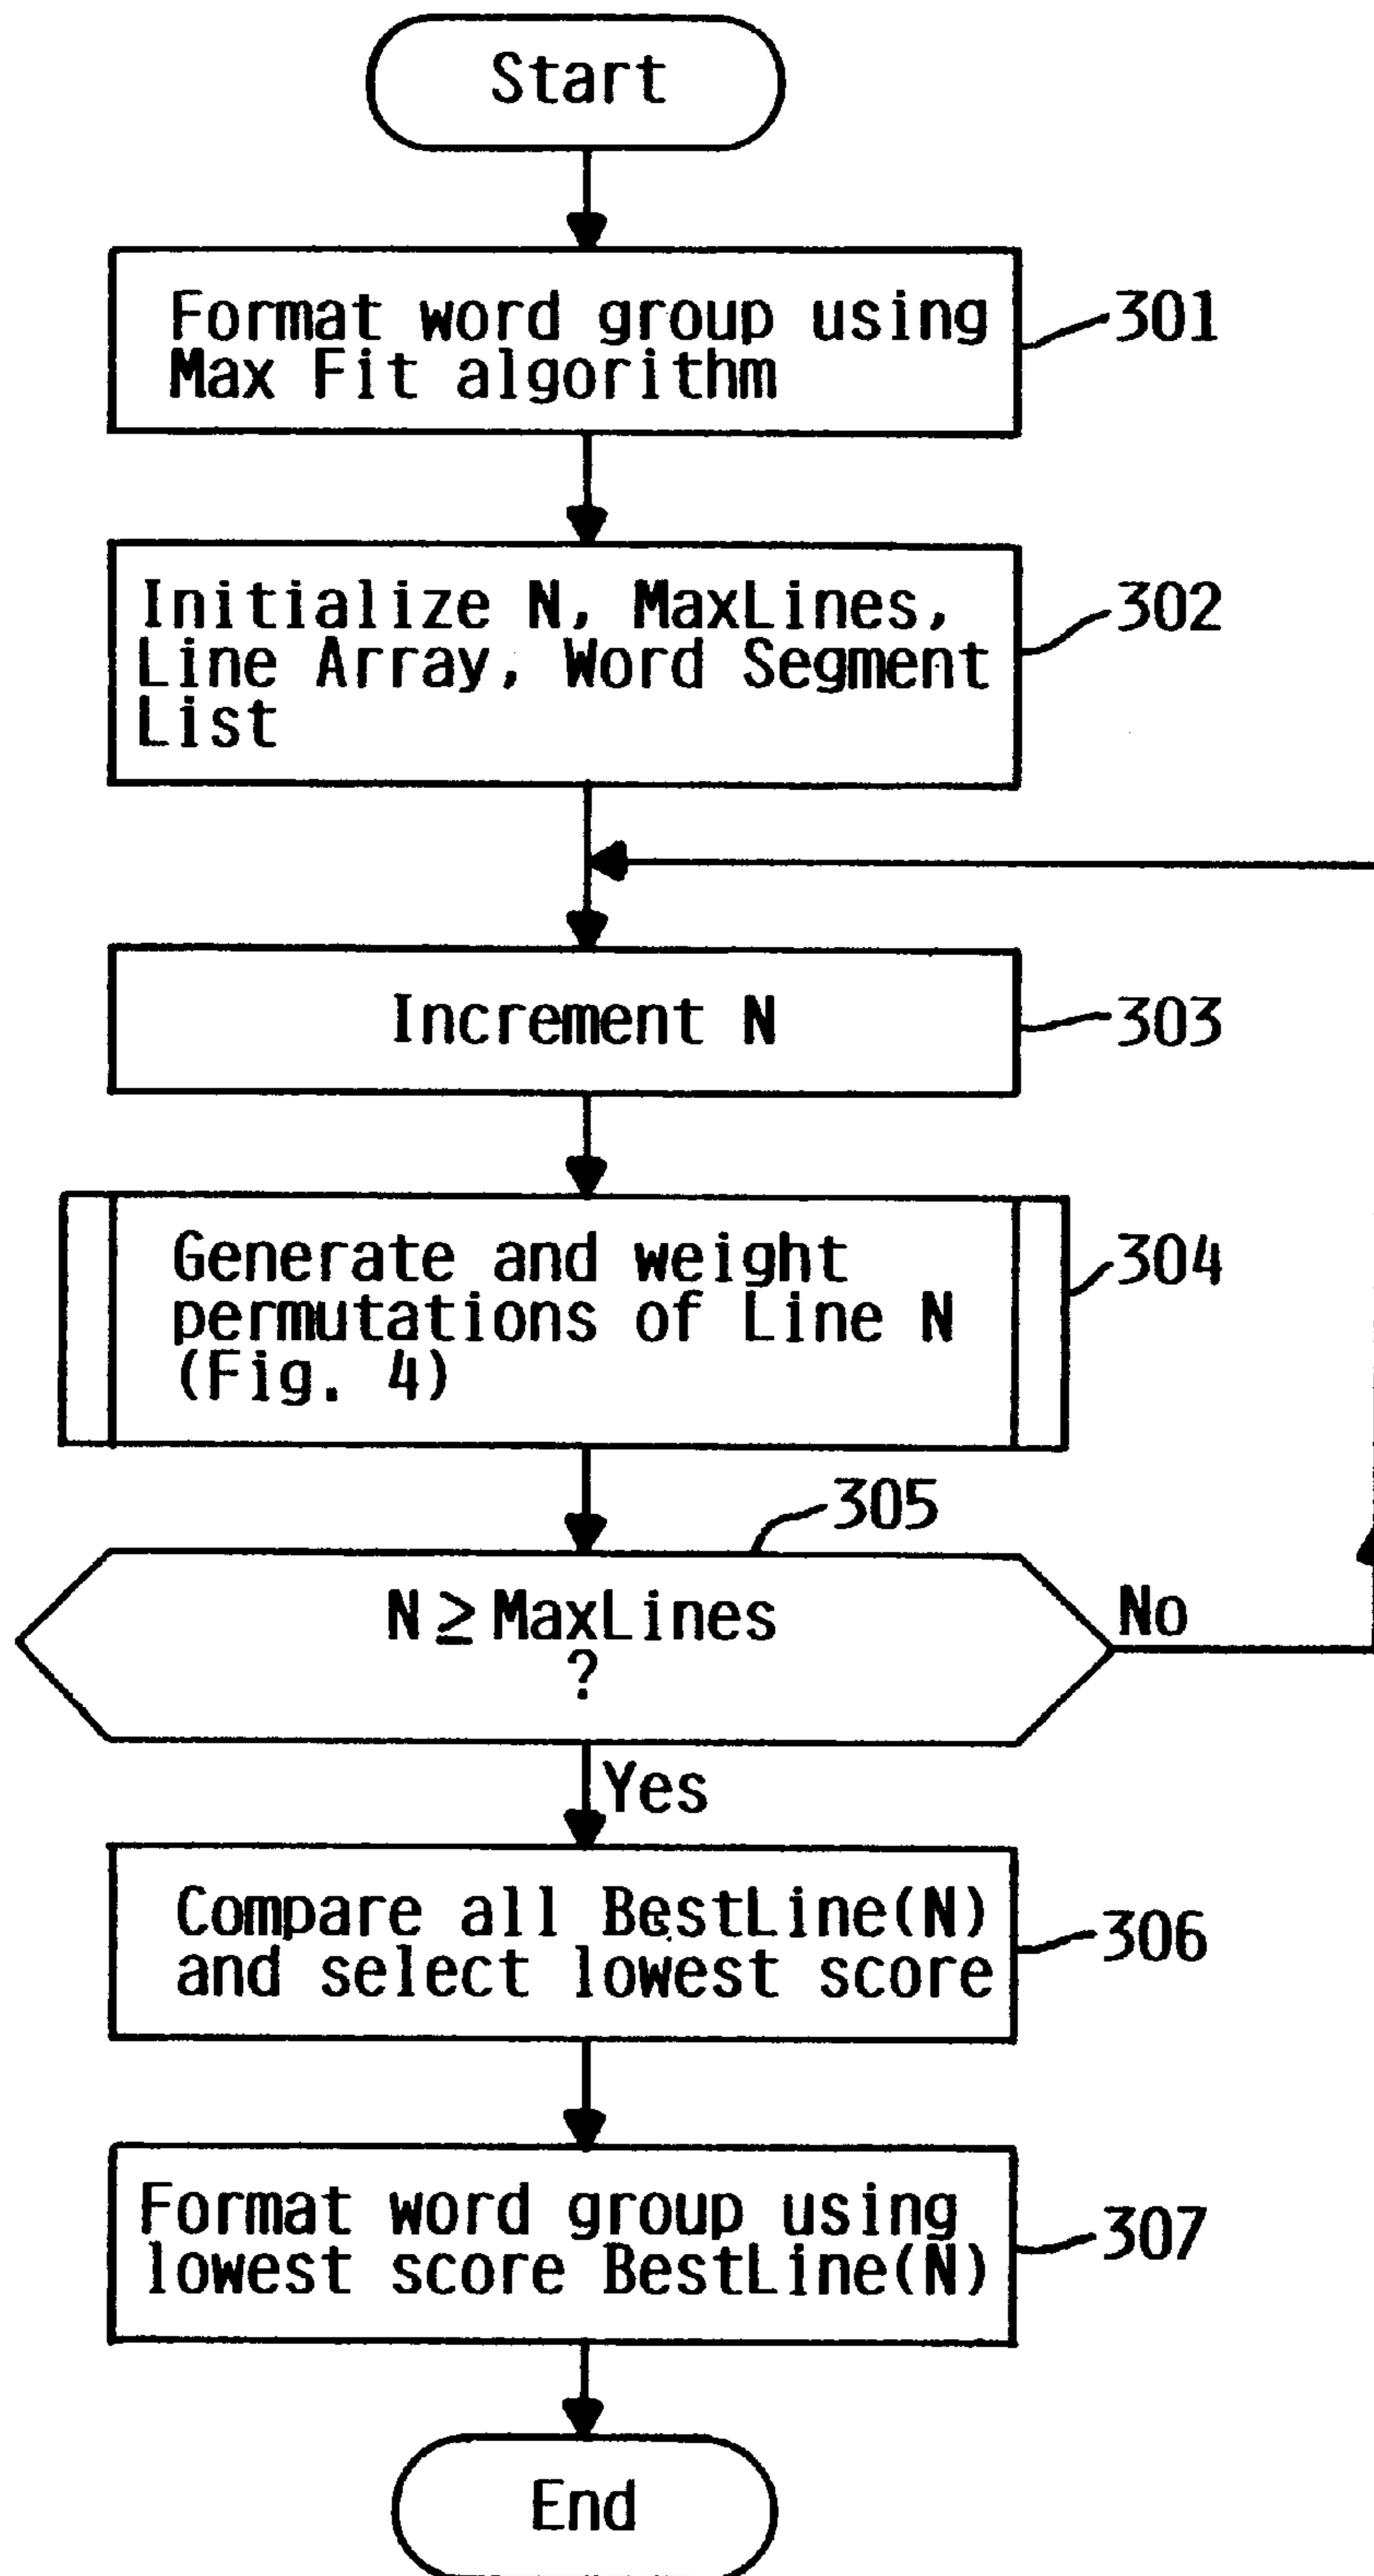 Start
Format word group using
Max Fit algorithm
301
Initialize N, MaxLines,
Line Array, Word Segment
List
302
Increment N
303
Generate and weight
permutations of Line N
(Fig. 4)
304
305
N ≥ MaxLines
?
No
Yes
Compare all BestLine(N)
and select lowest score
306
Format word group using
lowest score BestLine(N)
307
End